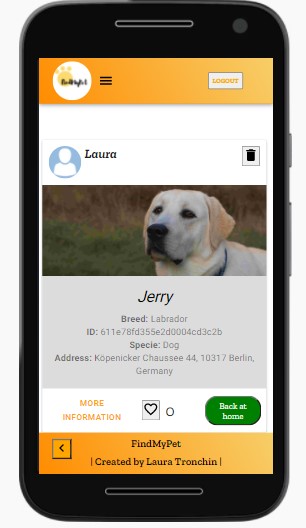 FindMyPet
LOGOUT
Laura
Jerry
Breed: Labrador
ID: 611e78fd355e2d0004cd3c2b
Specie: Dog
Address: Köpenicker Chaussee 44, 10317 Berlin,
Germany
MORE
INFORMATION
0
Back at
home
FindMyPet
| Created by Laura Tronchin |